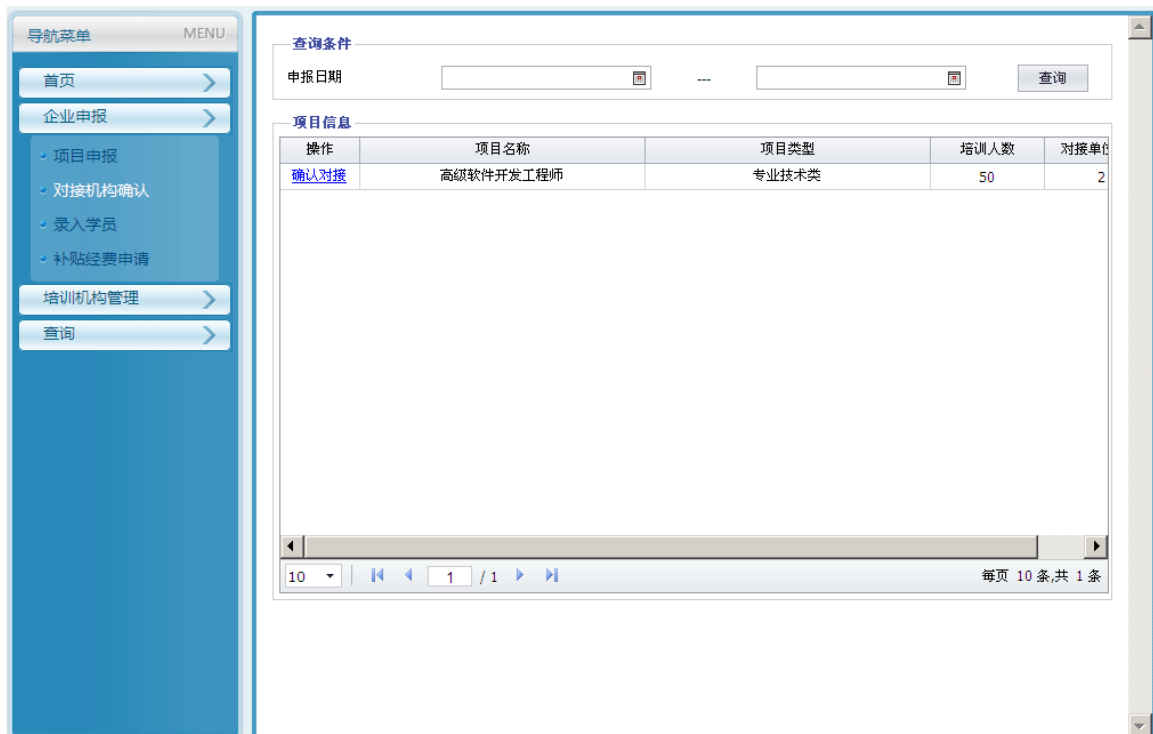 导航菜单 MENU
首页
企业申报
项目申报
对接机构确认
录入学员
补贴经费申请
培训机构管理
查询
查询条件
申报日期 --- 查询
项目信息
操作 项目名称 项目类型 培训人数 对接单位
确认对接 高级软件开发工程师 专业技术类 50 2
10 1 / 1 每页 10 条,共 1 条